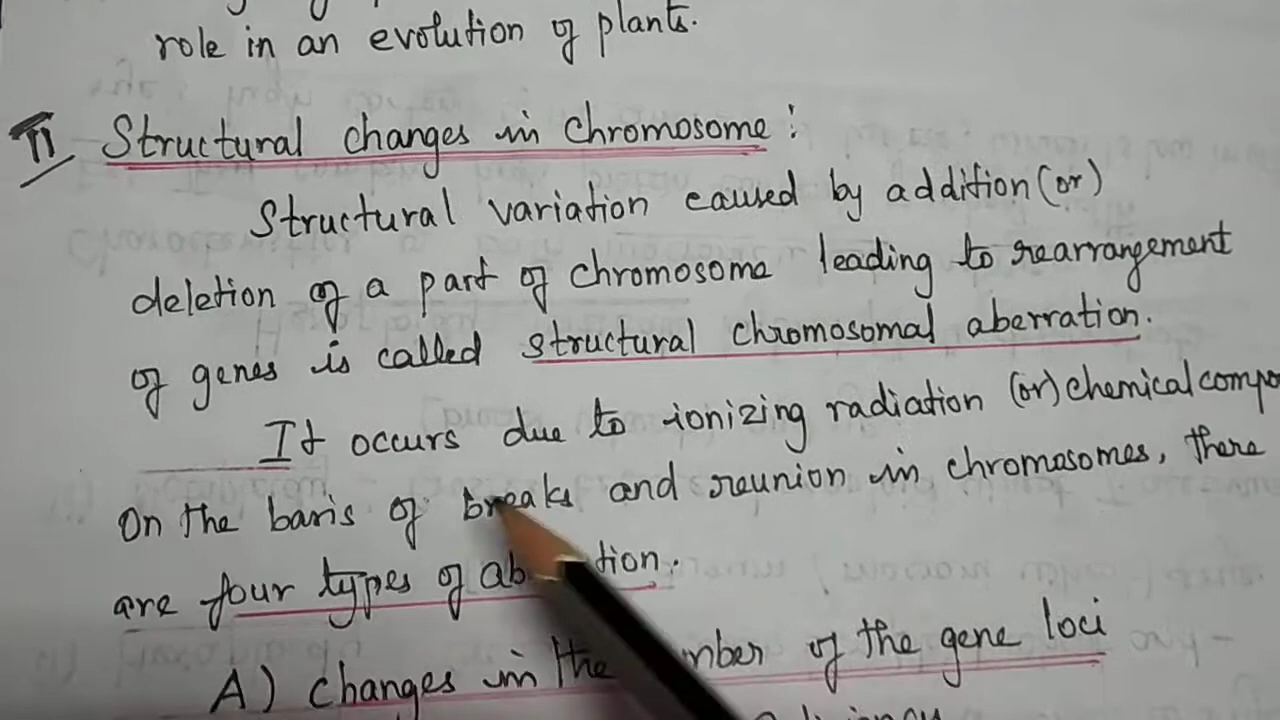 role in an evolution of plants.
II Structural changes in chromosome:
Structural variation caused by addition (or)
deletion of a part of chromosome leading to rearrangement
of genes is called structural chromosomal aberration.
It occurs due to ionizing radiation (or) chemical compo
On the basis of breaks and reunion in chromosomes, there
are four types of ab tion.
A) changes in the mber of the gene loci